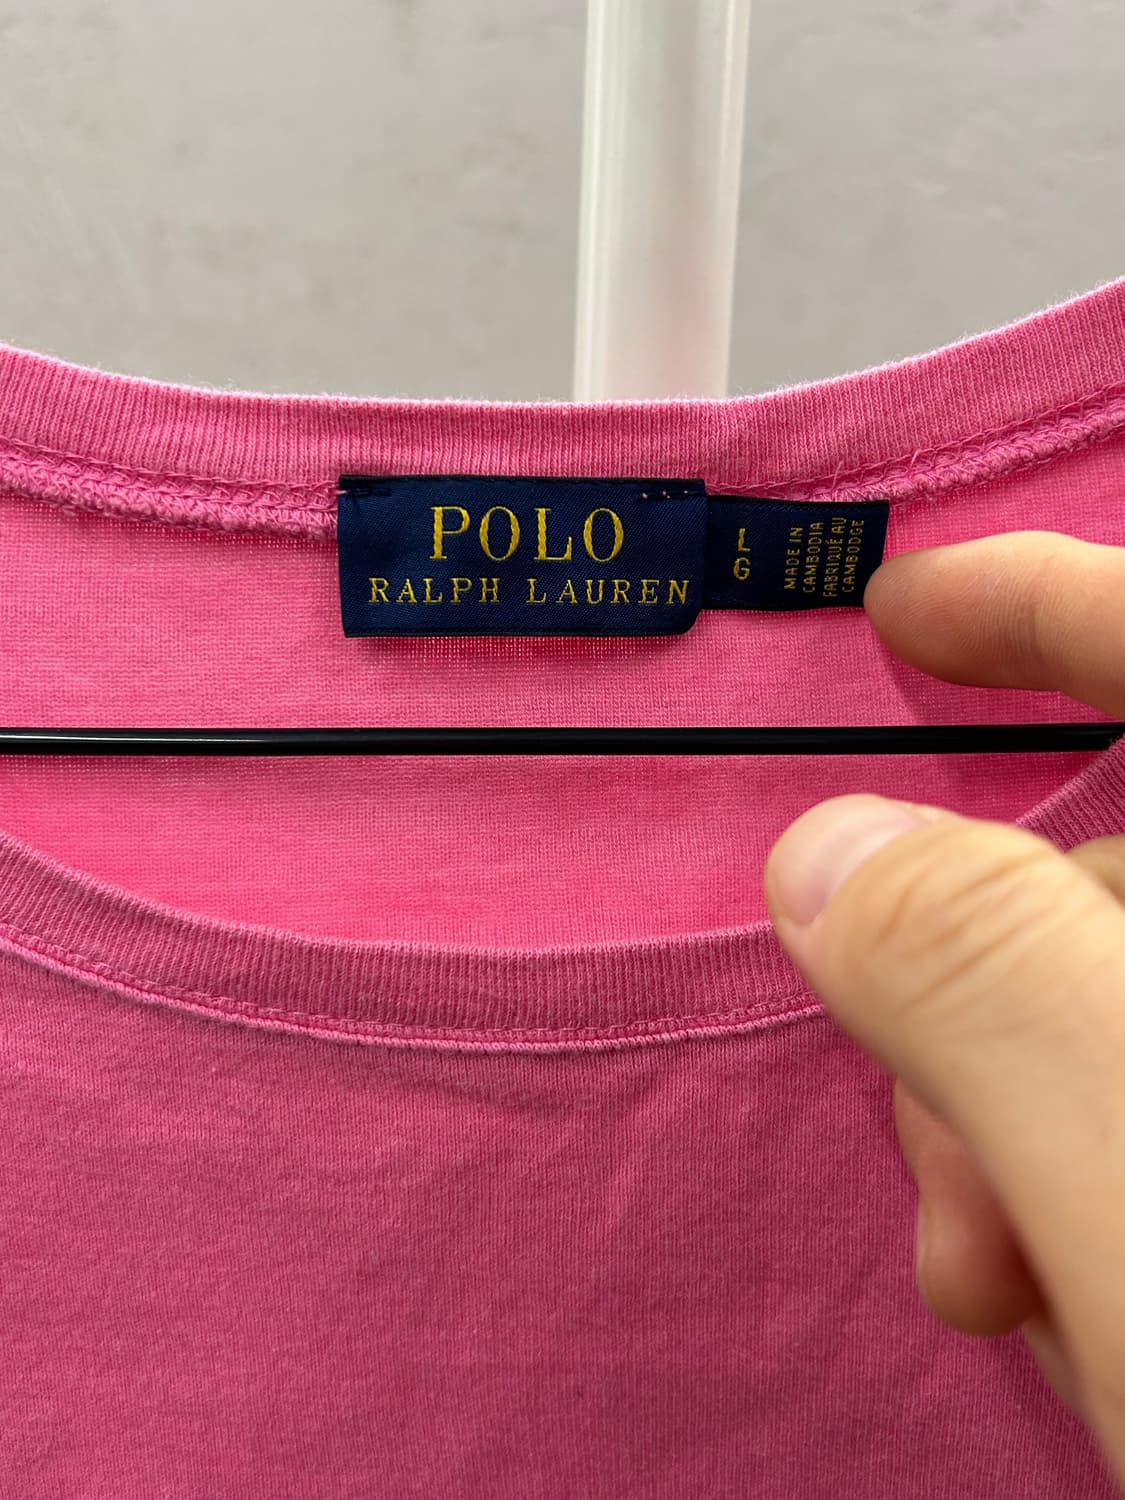 POLO
RALPH LAUREN
L
G
MADE IN
CAMBODIA
FABRIQUÉ AU
CAMBODGE